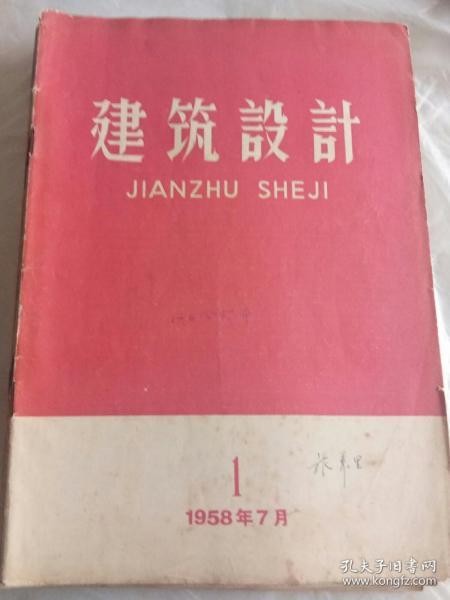 建筑設計
JIANZHU SHEJI
1
1958年7月
孔夫子旧书网
www.kongfz.com